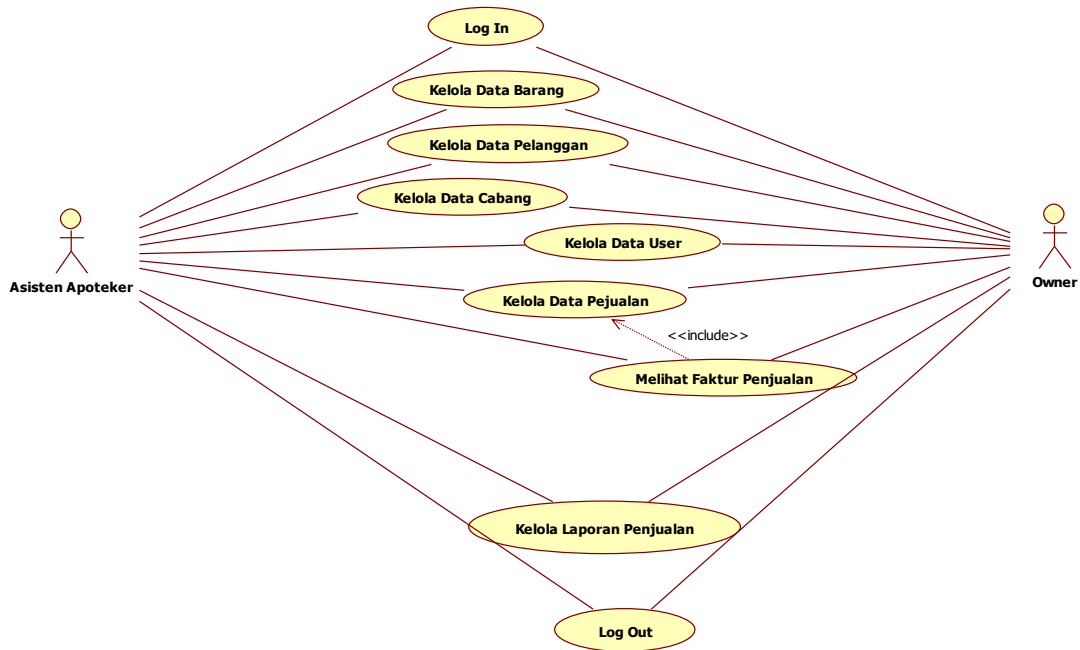 Log In
Kelola Data Barang
Kelola Data Pelanggan
Kelola Data Cabang
Kelola Data User
Asisten Apoteker
Owner
Kelola Data Pejualan
<<include>>
Melihat Faktur Penjualan
Kelola Laporan Penjualan
Log Out